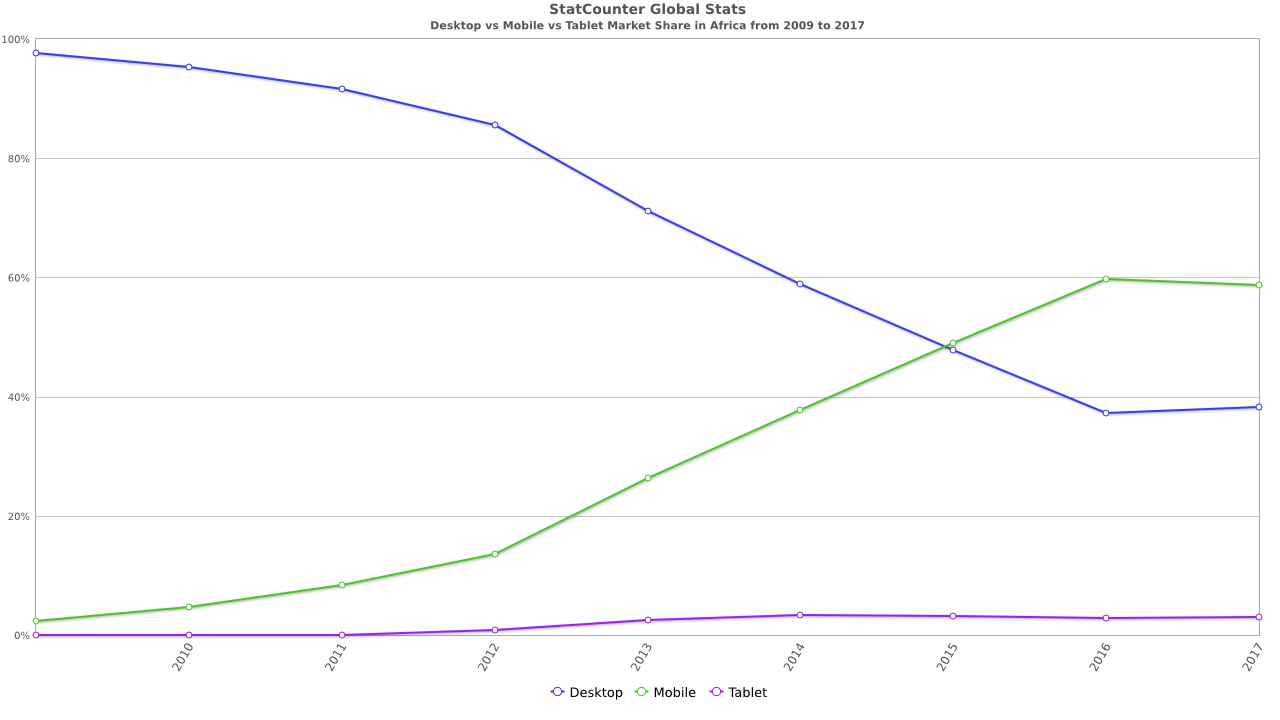 StatCounter Global Stats
Desktop vs Mobile vs Tablet Market Share in Africa from 2009 to 2017
100%
80%
60%
40%
20%
0%
2010 2011 2012 2013 2014 2015 2016 2017
Desktop Mobile Tablet